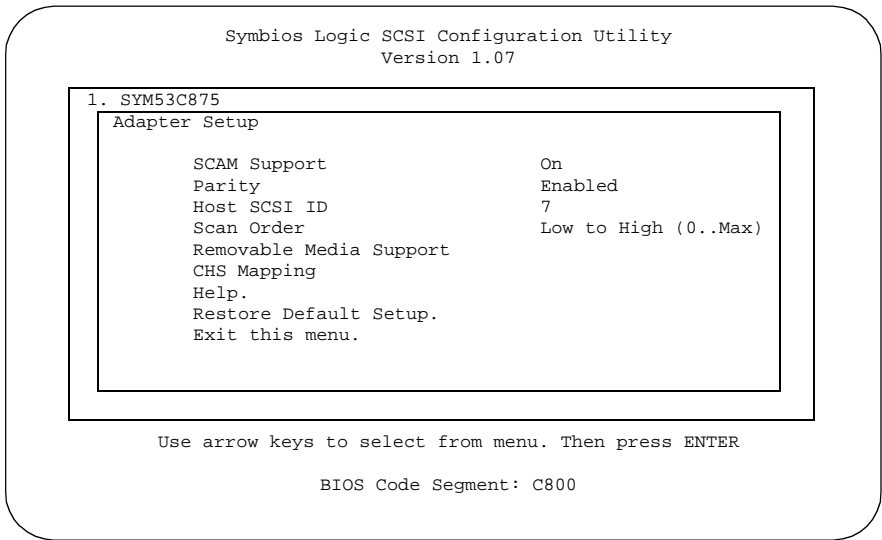 Symbios Logic SCSI Configuration Utility
Version 1.07
1. SYM53C875
Adapter Setup
SCAM Support On
Parity Enabled
Host SCSI ID 7
Scan Order Low to High (0..Max)
Removable Media Support
CHS Mapping
Help.
Restore Default Setup.
Exit this menu.
Use arrow keys to select from menu. Then press ENTER
BIOS Code Segment: C800